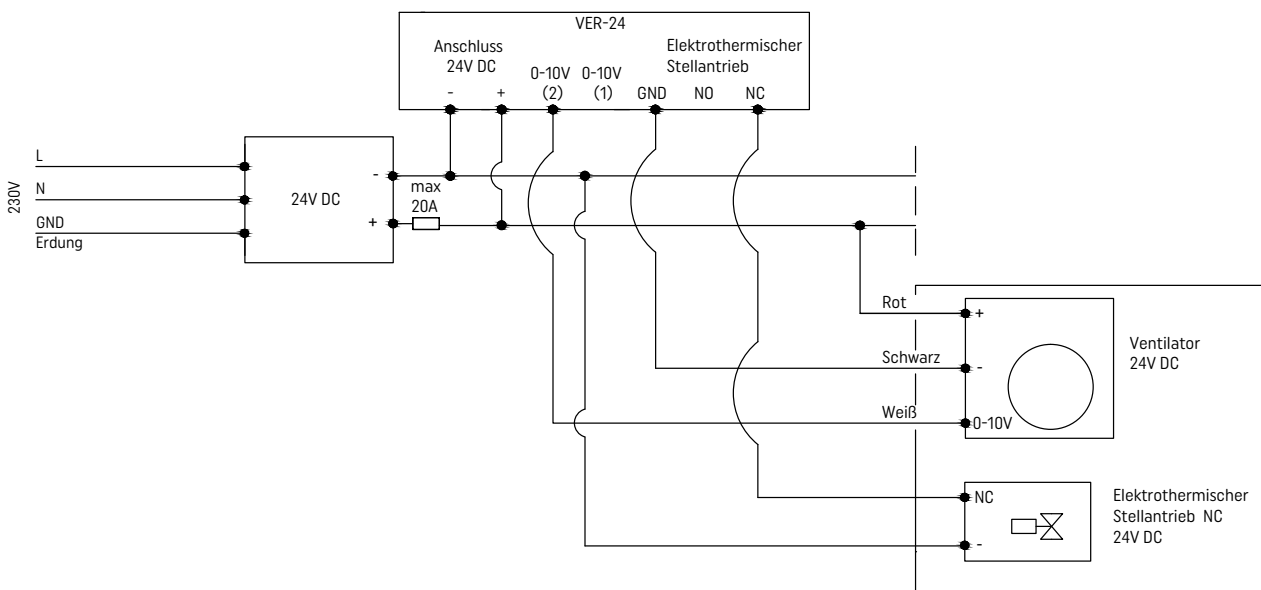 VER-24
Anschluss
24V DC
Elektrothermischer
Stellantrieb
0-10V 0-10V
(2) (1)
- + GND NO NC
230V
L
N
GND
Erdung
24V DC
-
+
max
20A
Rot
+
Schwarz
-
Weiß
0-10V
Ventilator
24V DC
NC
-
Elektrothermischer
Stellantrieb NC
24V DC